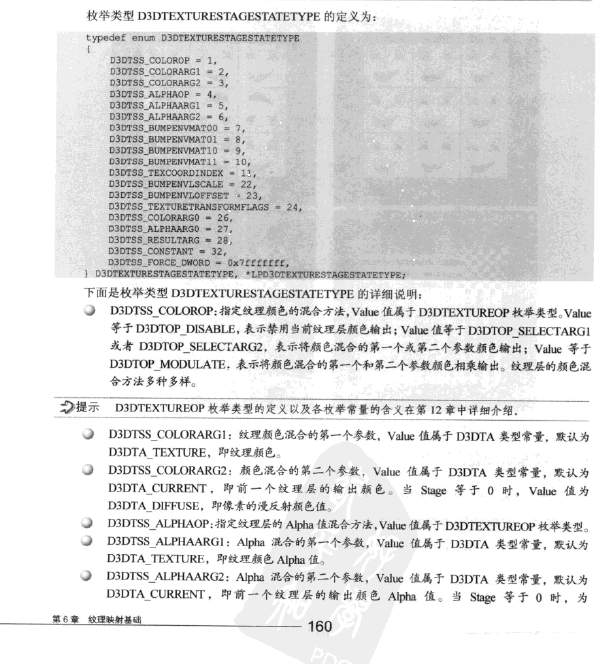 枚举类型 D3DTEXTURESTAGESTATETYPE 的定义为：
typedef enum D3DTEXTURESTAGESTATETYPE
{
D3DTSS_COLOROP = 1,
D3DTSS_COLORARG1 = 2,
D3DTSS_COLORARG2 = 3,
D3DTSS_ALPHAOP = 4,
D3DTSS_ALPHAARG1 = 5,
D3DTSS_ALPHAARG2 = 6,
D3DTSS_BUMPENVMAT00 = 7,
D3DTSS_BUMPENVMAT01 = 8,
D3DTSS_BUMPENVMAT10 = 9,
D3DTSS_BUMPENVMAT11 = 10,
D3DTSS_TEXCOORDINDEX = 11,
D3DTSS_BUMPENVLSCALE = 22,
D3DTSS_BUMPENVLOFFSET = 23,
D3DTSS_TEXTURETRANSFORMFLAGS = 24,
D3DTSS_COLORARG0 = 26,
D3DTSS_ALPHAARG0 = 27,
D3DTSS_RESULTARG = 28,
D3DTSS_CONSTANT = 32,
D3DTSS_FORCE_DWORD = 0x7fffffff,
} D3DTEXTURESTAGESTATETYPE, *LPD3DTEXTURESTAGESTATETYPE;
下面是枚举类型 D3DTEXTURESTAGESTATETYPE 的详细说明：
D3DTSS_COLOROP：指定纹理颜色的混合方法，Value 值属于 D3DTEXTUREOP 枚举类型。Value
等于 D3DTOP_DISABLE，表示禁用当前纹理层颜色输出；Value 值等于 D3DTOP_SELECTARG1
或者 D3DTOP_SELECTARG2，表示将颜色混合的第一个或第二个参数颜色输出；Value 等于
D3DTOP_MODULATE，表示将颜色混合的第一个和第二个参数颜色相乘输出。纹理层的颜色混
合方法多种多样。
提示 D3DTEXTUREOP 枚举类型的定义以及各枚举常量的含义在第 12 章中详细介绍．
D3DTSS_COLORARG1：纹理颜色混合的第一个参数，Value 值属于 D3DTA 类型常量，默认为
D3DTA_TEXTURE，即纹理颜色。
D3DTSS_COLORARG2：颜色混合的第二个参数，Value 值属于 D3DTA 类型常量，默认为
D3DTA_CURRENT，即前一个纹理层的输出颜色。当 Stage 等于 0 时，Value 值为
D3DTA_DIFFUSE，即像素的漫反射颜色值。
D3DTSS_ALPHAOP：指定纹理层的 Alpha 值混合方法，Value 值属于 D3DTEXTUREOP 枚举类型。
D3DTSS_ALPHAARG1：Alpha 混合的第一个参数，Value 值属于 D3DTA 类型常量，默认为
D3DTA_TEXTURE，即纹理颜色 Alpha 值。
D3DTSS_ALPHAARG2：Alpha 混合的第二个参数，Value 值属于 D3DTA 类型常量，默认为
D3DTA_CURRENT，即前一个纹理层的输出颜色 Alpha 值。当 Stage 等于 0 时，为
第 6 章 纹理映射基础
160